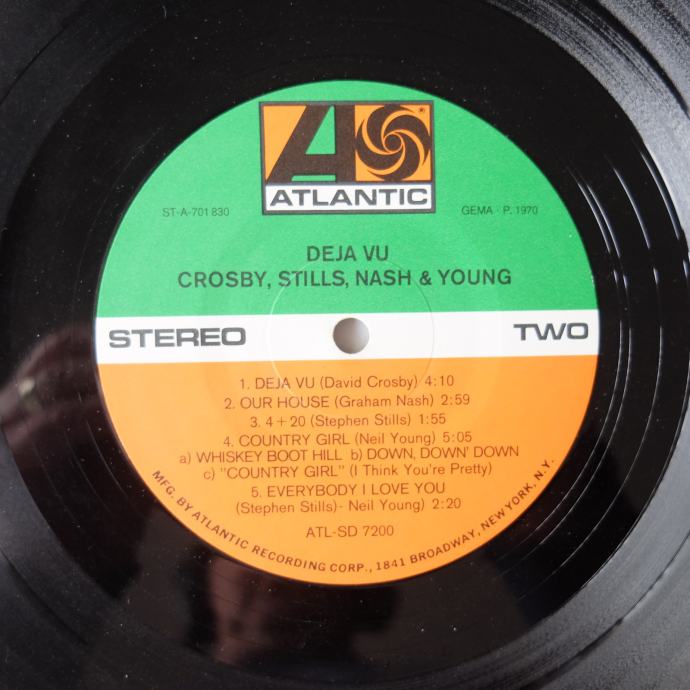 ATLANTIC
ST-A-701 830
GEMA · P. 1970
DEJA VU
CROSBY, STILLS, NASH & YOUNG
STEREO
TWO
1. DEJA VU (David Crosby) 4:10
2. OUR HOUSE (Graham Nash) 2:59
3. 4 + 20 (Stephen Stills) 1:55
4. COUNTRY GIRL (Neil Young) 5:05
a) WHISKEY BOOT HILL b) DOWN, DOWN' DOWN
c) "COUNTRY GIRL" (I Think You're Pretty)
5. EVERYBODY I LOVE YOU
(Stephen Stills)- Neil Young) 2:20
ATL-SD 7200
MFG. BY ATLANTIC RECORDING CORP., 1841 BROADWAY, NEW YORK, N.Y.